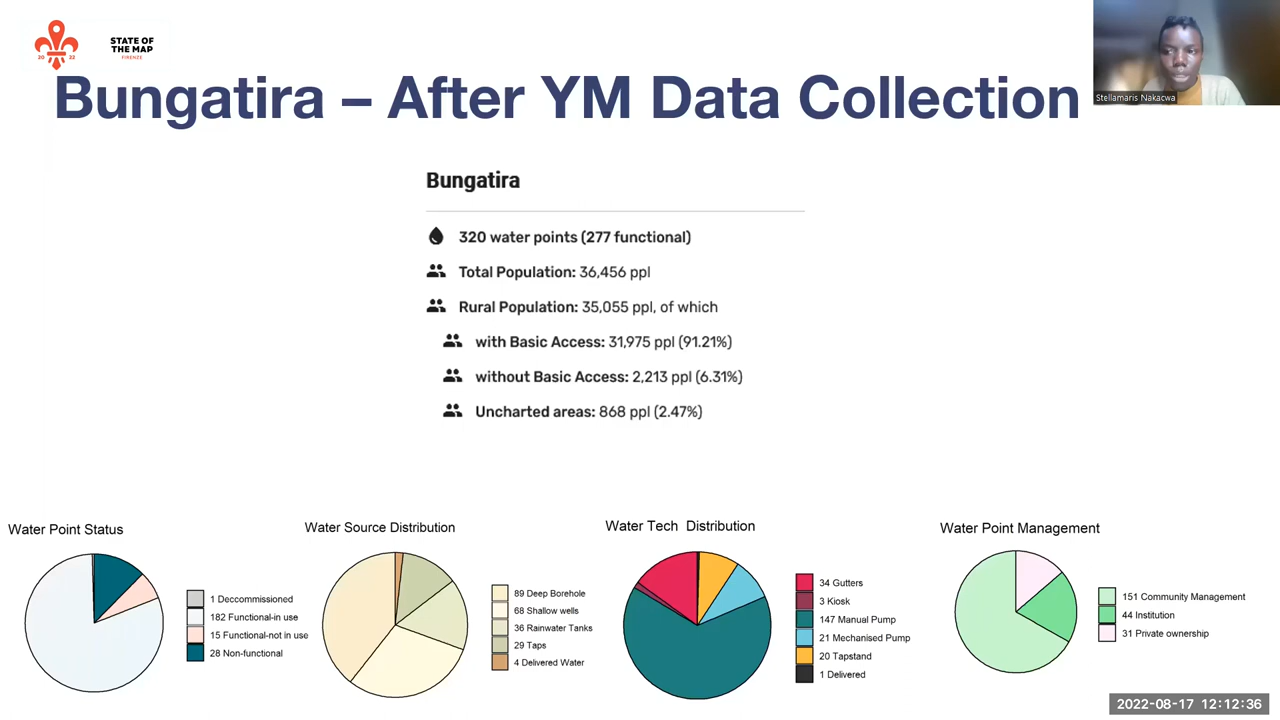 20 22
STATE OF
THE MAP
FIRENZE
Stellamaris Nakacwa
Bungatira – After YM Data Collection
Bungatira
320 water points (277 functional)
Total Population: 36,456 ppl
Rural Population: 35,055 ppl, of which
with Basic Access: 31,975 ppl (91.21%)
without Basic Access: 2,213 ppl (6.31%)
Uncharted areas: 868 ppl (2.47%)
Water Point Status
1 Deccommissioned
182 Functional-in use
15 Functional-not in use
28 Non-functional
Water Source Distribution
89 Deep Borehole
68 Shallow wells
36 Rainwater Tanks
29 Taps
4 Delivered Water
Water Tech Distribution
34 Gutters
3 Kiosk
147 Manual Pump
21 Mechanised Pump
20 Tapstand
1 Delivered
Water Point Management
151 Community Management
44 Institution
31 Private ownership
2022-08-17 12:12:36